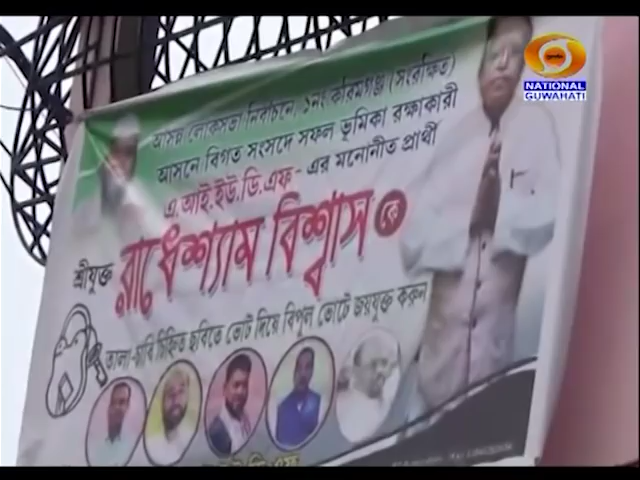 NATIONAL
GUWAHATI
আসন্ন লোকসভা নির্বাচনে, ১নং করিমগঞ্জ (সংরক্ষিত)
আসনে বিগত সংসদে সফল ভূমিকা রক্ষাকারী
এ.আই.ইউ.ডি.এফ-এর মনোনীত প্রার্থী
শ্রীযুক্ত রাধেশ্যাম বিশ্বাস কে
তালা-চাবি চিহ্নিত ছবিতে ভোট দিয়ে বিপুল ভোটে জয়যুক্ত করুন